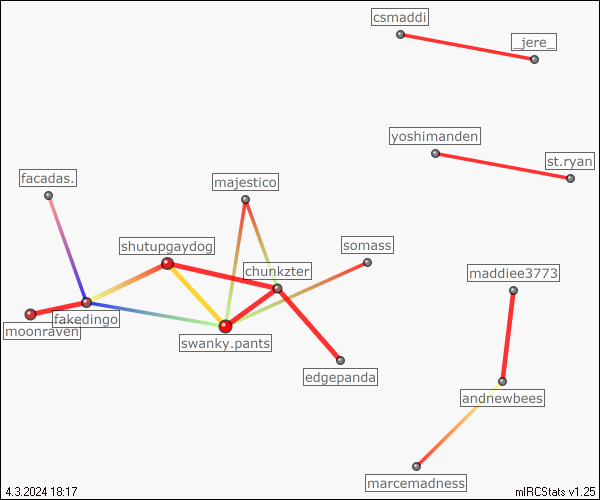 csmaddi
_jere_
yoshimanden
st.ryan
facadas.
majestico
shutupgaydog
somass
chunkzter
maddiee3773
fakedingo
moonraven
swanky.pants
edgepanda
andnewbees
marcemadness
4.3.2024 18:17
mIRCStats v1.25